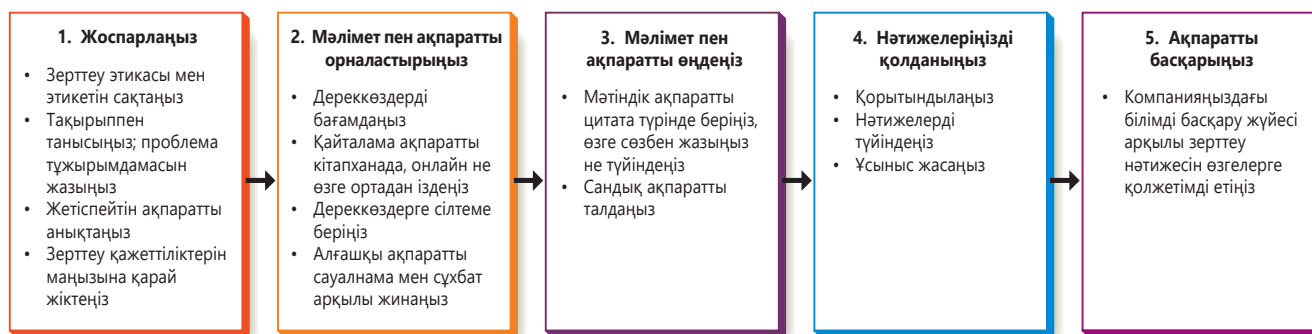 1. Жоспарлаңыз
• Зерттеу этикасы мен
этикетін сақтаңыз
• Тақырыппен
танысыңыз; проблема
тұжырымдамасын
жазыңыз
• Жетіспейтін ақпаратты
анықтаңыз
• Зерттеу қажеттіліктерін
маңызына қарай
жіктеңіз
2. Мәлімет пен ақпаратты
орналастырыңыз
• Дереккөздерді
бағамдаңыз
• Қайталама ақпаратты
кітапханада, онлайн не
өзге ортадан іздеңіз
• Дереккөздерге сілтеме
беріңіз
• Алғашқы ақпаратты
сауалнама мен сұхбат
арқылы жинаңыз
3. Мәлімет пен
ақпаратты өңдеңіз
• Мәтіндік ақпаратты
цитата түрінде беріңіз,
өзге сөзбен жазыңыз
не түйіндеңіз
• Сандық ақпаратты
талдаңыз
4. Нәтижелеріңізді
қолданыңыз
• Қорытындылаңыз
• Нәтижелерді
түйіндеңіз
• Ұсыныс жасаңыз
5. Ақпаратты
басқарыңыз
• Компанияңыздағы
білімді басқару жүйесі
арқылы зерттеу
нәтижесін өзгелерге
қолжетімді етіңіз